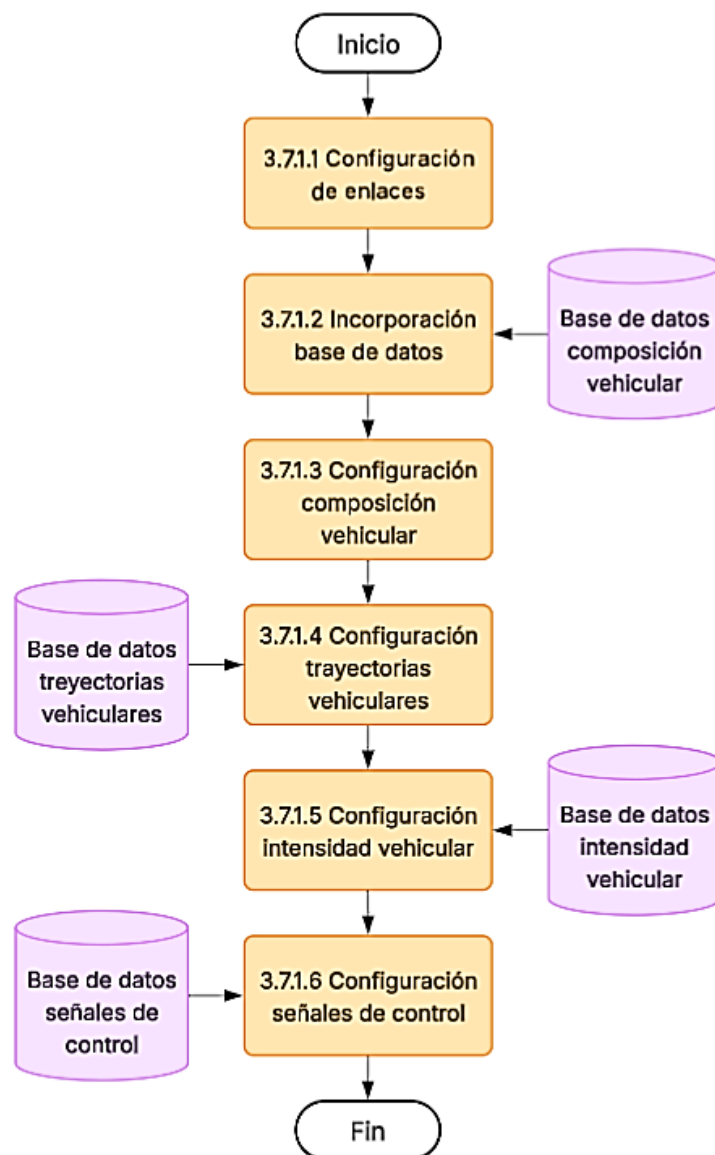 Inicio
3.7.1.1 Configuración
de enlaces
3.7.1.2 Incorporación
base de datos
Base de datos
composición
vehicular
3.7.1.3 Configuración
composición
vehicular
Base de datos
treyectorias
vehiculares
3.7.1.4 Configuración
trayectorias
vehiculares
3.7.1.5 Configuración
intensidad vehicular
Base de datos
intensidad
vehicular
Base de datos
señales de
control
3.7.1.6 Configuración
señales de control
Fin